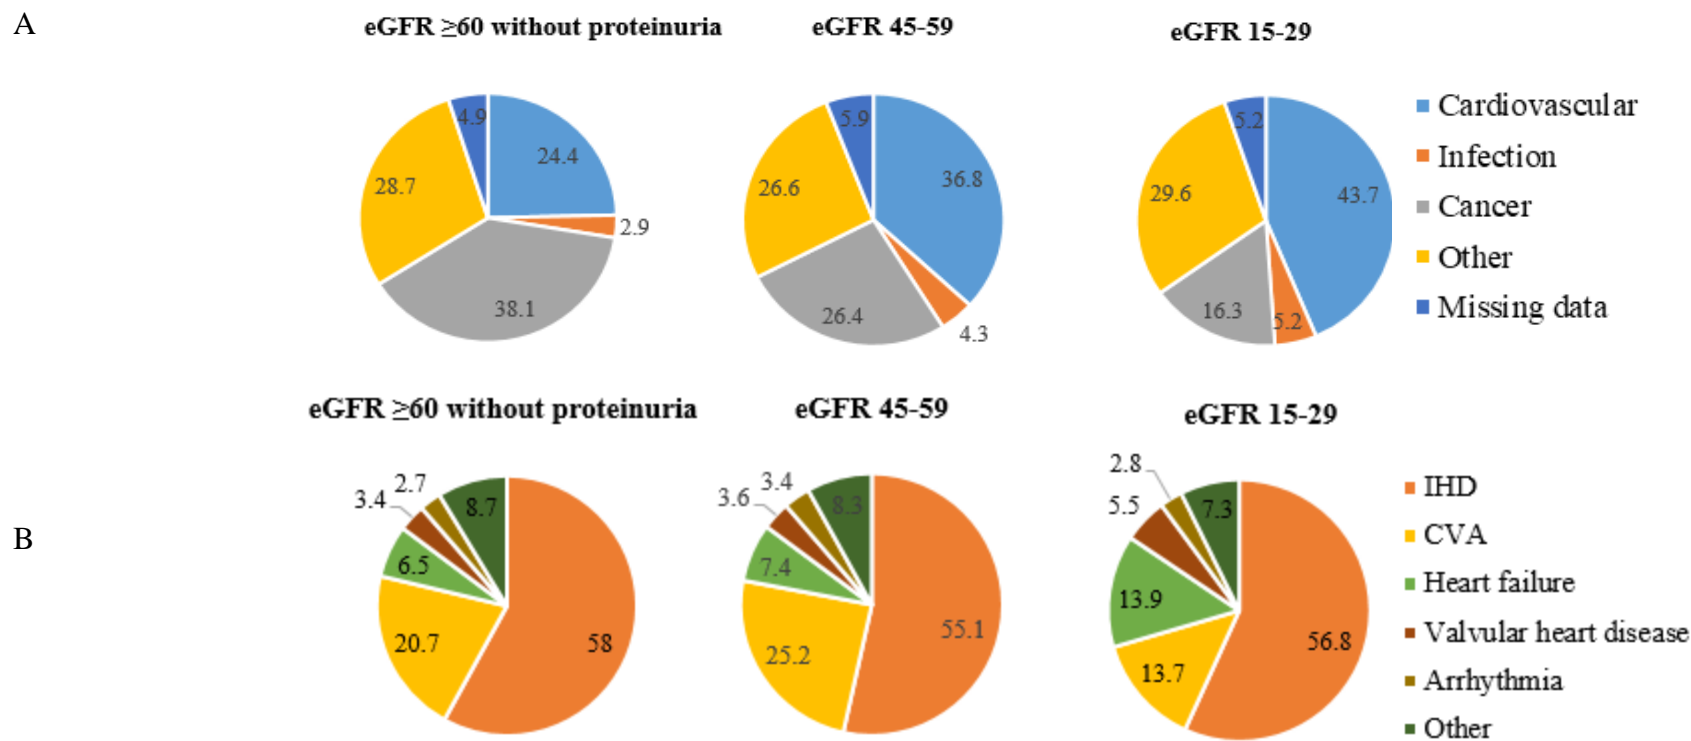 A
eGFR ≥60 without proteinuria
eGFR 45-59
eGFR 15-29
4.9
24.4
28.7
2.9
38.1
5.9
36.8
26.6
26.4
4.3
5.2
43.7
29.6
16.3
5.2
Cardiovascular
Infection
Cancer
Other
Missing data
B
eGFR ≥60 without proteinuria
eGFR 45-59
eGFR 15-29
2.7
3.4
8.7
6.5
20.7
58
3.4
3.6
8.3
7.4
25.2
55.1
2.8
5.5
7.3
13.9
13.7
56.8
IHD
CVA
Heart failure
Valvular heart disease
Arrhythmia
Other